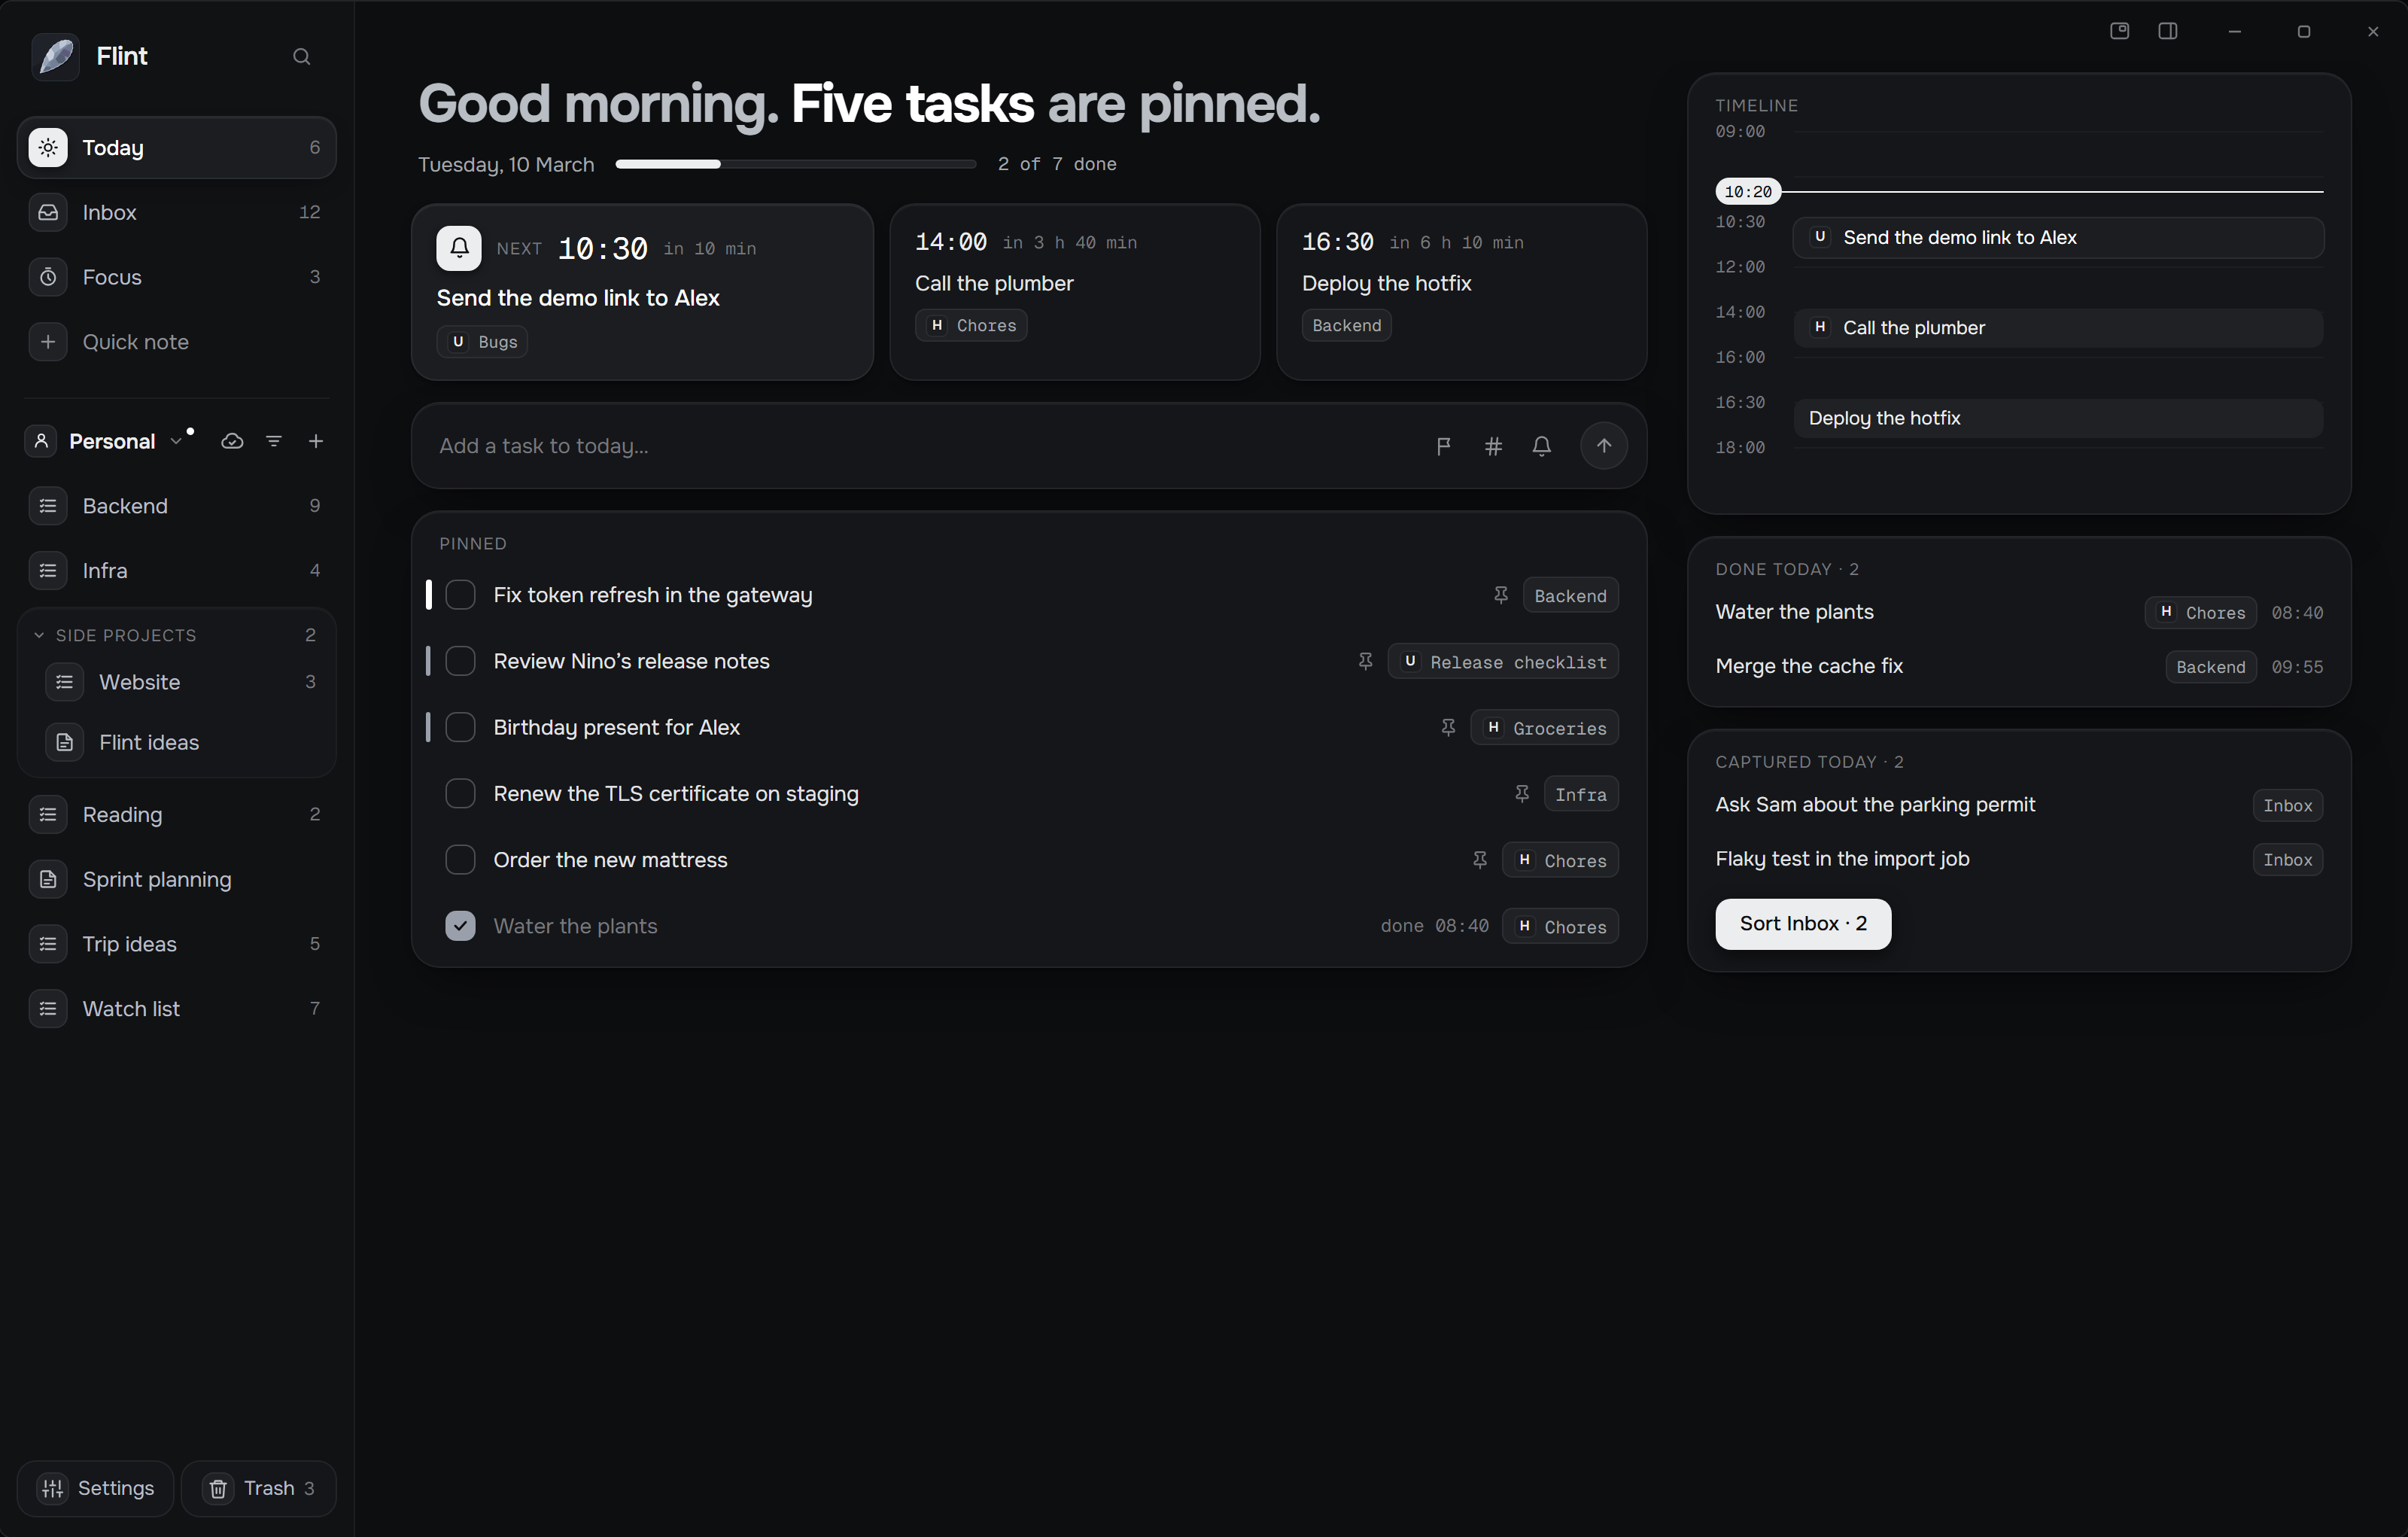 Flint
Today 6
Inbox 12
Focus 3
Quick note
Personal
Backend 9
Infra 4
SIDE PROJECTS 2
Website 3
Flint ideas
Reading 2
Sprint planning
Trip ideas 5
Watch list 7
Settings
Trash 3
Good morning. Five tasks are pinned.
Tuesday, 10 March 2 of 7 done
NEXT 10:30 in 10 min
Send the demo link to Alex
U Bugs
14:00 in 3 h 40 min
Call the plumber
H Chores
16:30 in 6 h 10 min
Deploy the hotfix
Backend
Add a task to today...
PINNED
Fix token refresh in the gateway Backend
Review Nino’s release notes U Release checklist
Birthday present for Alex H Groceries
Renew the TLS certificate on staging Infra
Order the new mattress H Chores
Water the plants done 08:40 H Chores
TIMELINE
09:00
10:20
10:30 U Send the demo link to Alex
12:00
14:00 H Call the plumber
16:00
16:30 Deploy the hotfix
18:00
DONE TODAY · 2
Water the plants H Chores 08:40
Merge the cache fix Backend 09:55
CAPTURED TODAY · 2
Ask Sam about the parking permit Inbox
Flaky test in the import job Inbox
Sort Inbox · 2